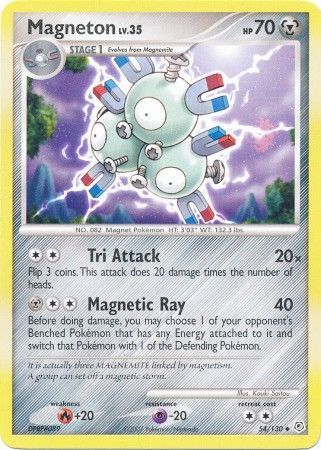 Magneton LV.35
HP 70
STAGE 1 Evolves from Magnemite
NO. 082 Magnet Pokémon HT: 3'03" WT: 132.3 lbs.
Tri Attack 20×
Flip 3 coins. This attack does 20 damage times the number of
heads.
Magnetic Ray 40
Before doing damage, you may choose 1 of your opponent's
Benched Pokémon that has any Energy attached to it and
switch that Pokémon with 1 of the Defending Pokémon.
It is actually three MAGNEMITE linked by magnetism.
A group can set off a magnetic storm.
Illus. Kouki Saitou
weakness resistance retreat cost
+20 -20
DPBP#089 ©2007 Pokémon/Nintendo 54/130